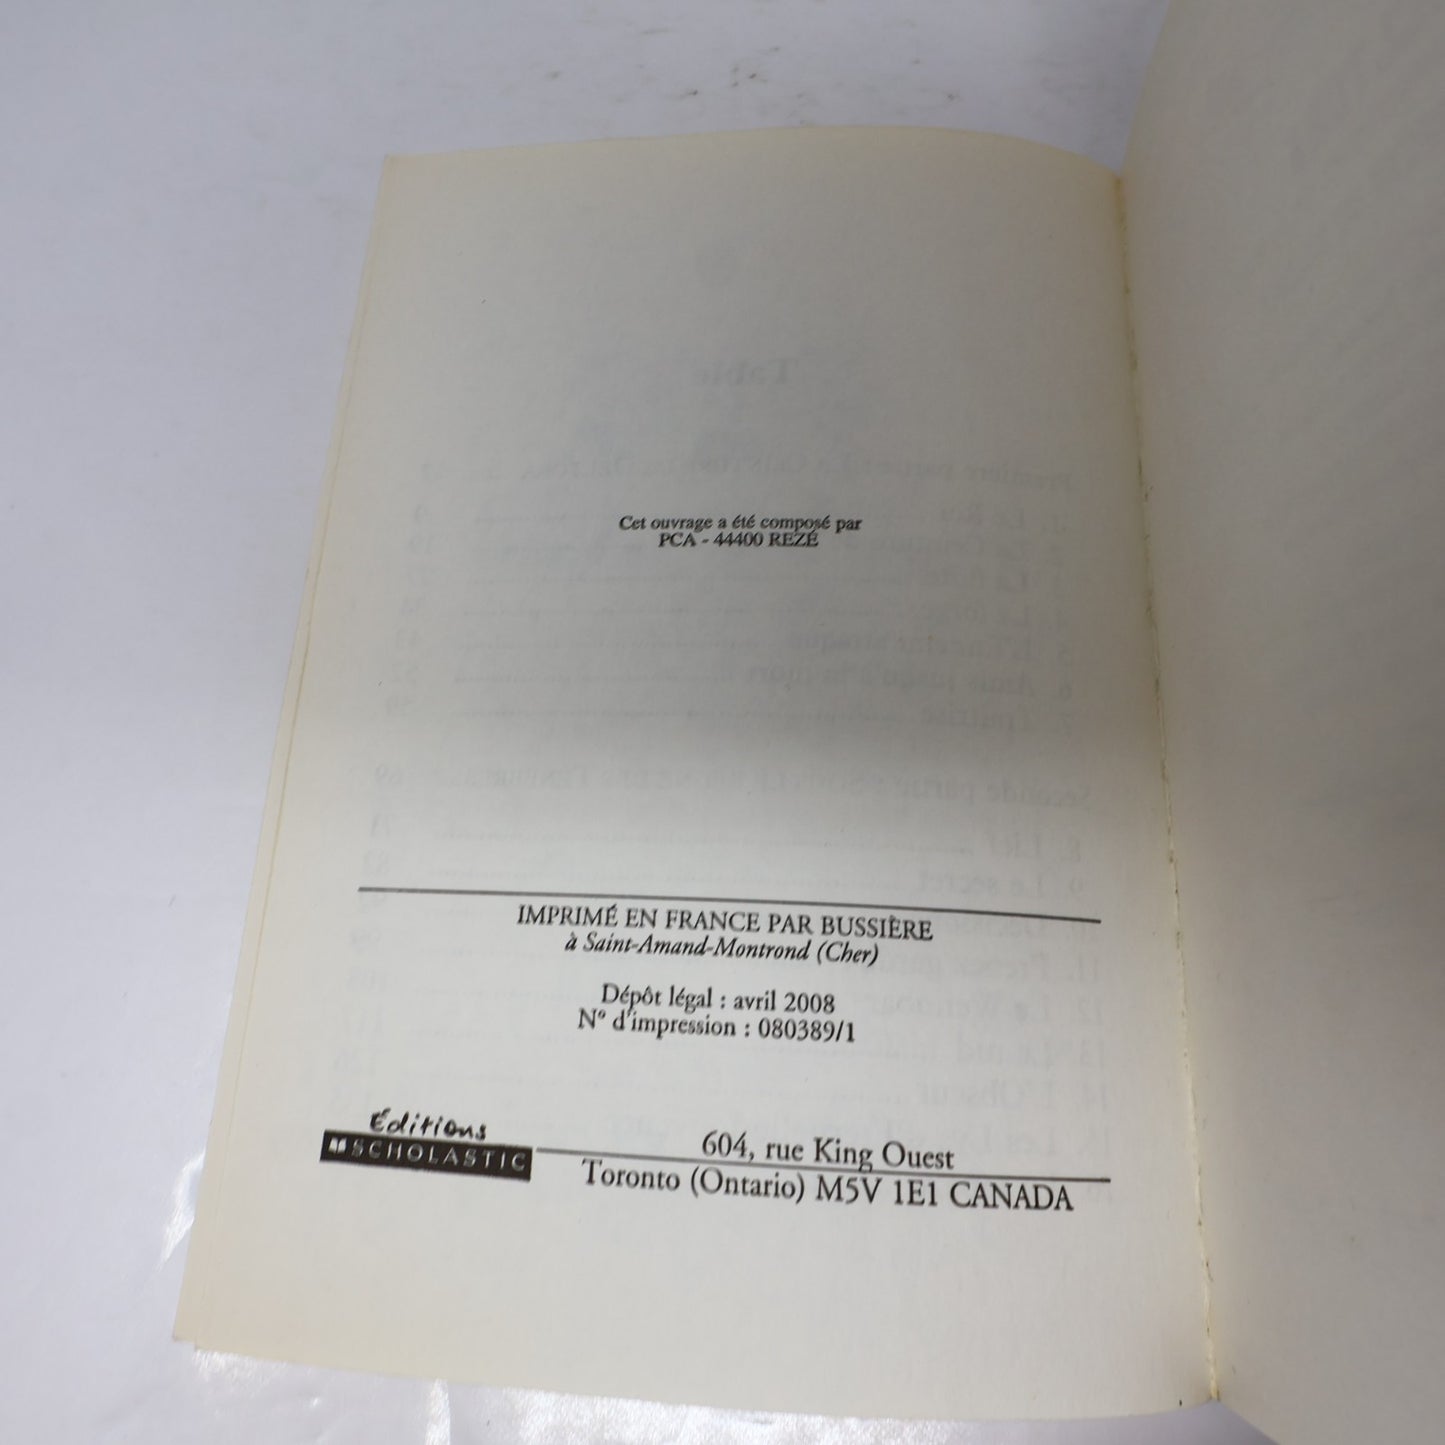 Cet ouvrage a été composé par
PCA - 44400 REZÉ
IMPRIMÉ EN FRANCE PAR BUSSIÈRE
à Saint-Amand-Montrond (Cher)
Dépôt légal : avril 2008
N° d'impression : 080389/1
Éditions
SCHOLASTIC
604, rue King Ouest
Toronto (Ontario) M5V 1E1 CANADA